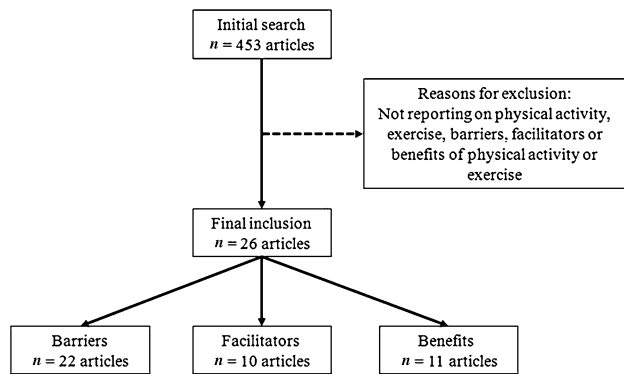 Initial search
n = 453 articles
Reasons for exclusion:
Not reporting on physical activity,
exercise, barriers, facilitators or
benefits of physical activity or
exercise
Final inclusion
n = 26 articles
Barriers
n = 22 articles
Facilitators
n = 10 articles
Benefits
n = 11 articles